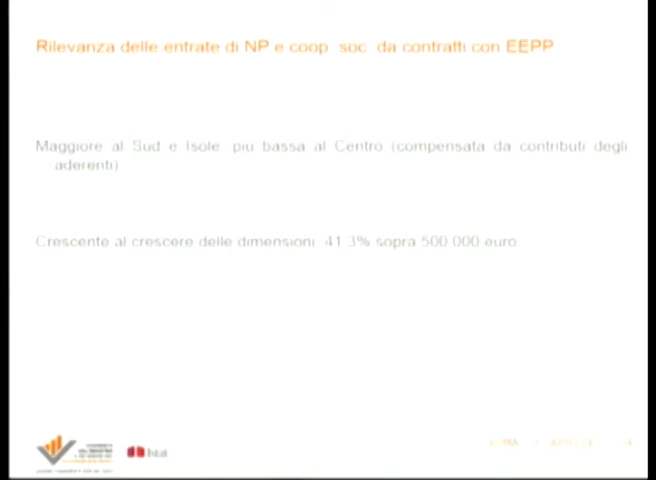 Rilevanza delle entrate di NP e coop. soc. da contratti con EEPP
Maggiore al Sud e Isole, più bassa al Centro (compensata da contributi degli
aderenti)
Crescente al crescere delle dimensioni: 41,3% sopra 500.000 euro
Istat
ROMA